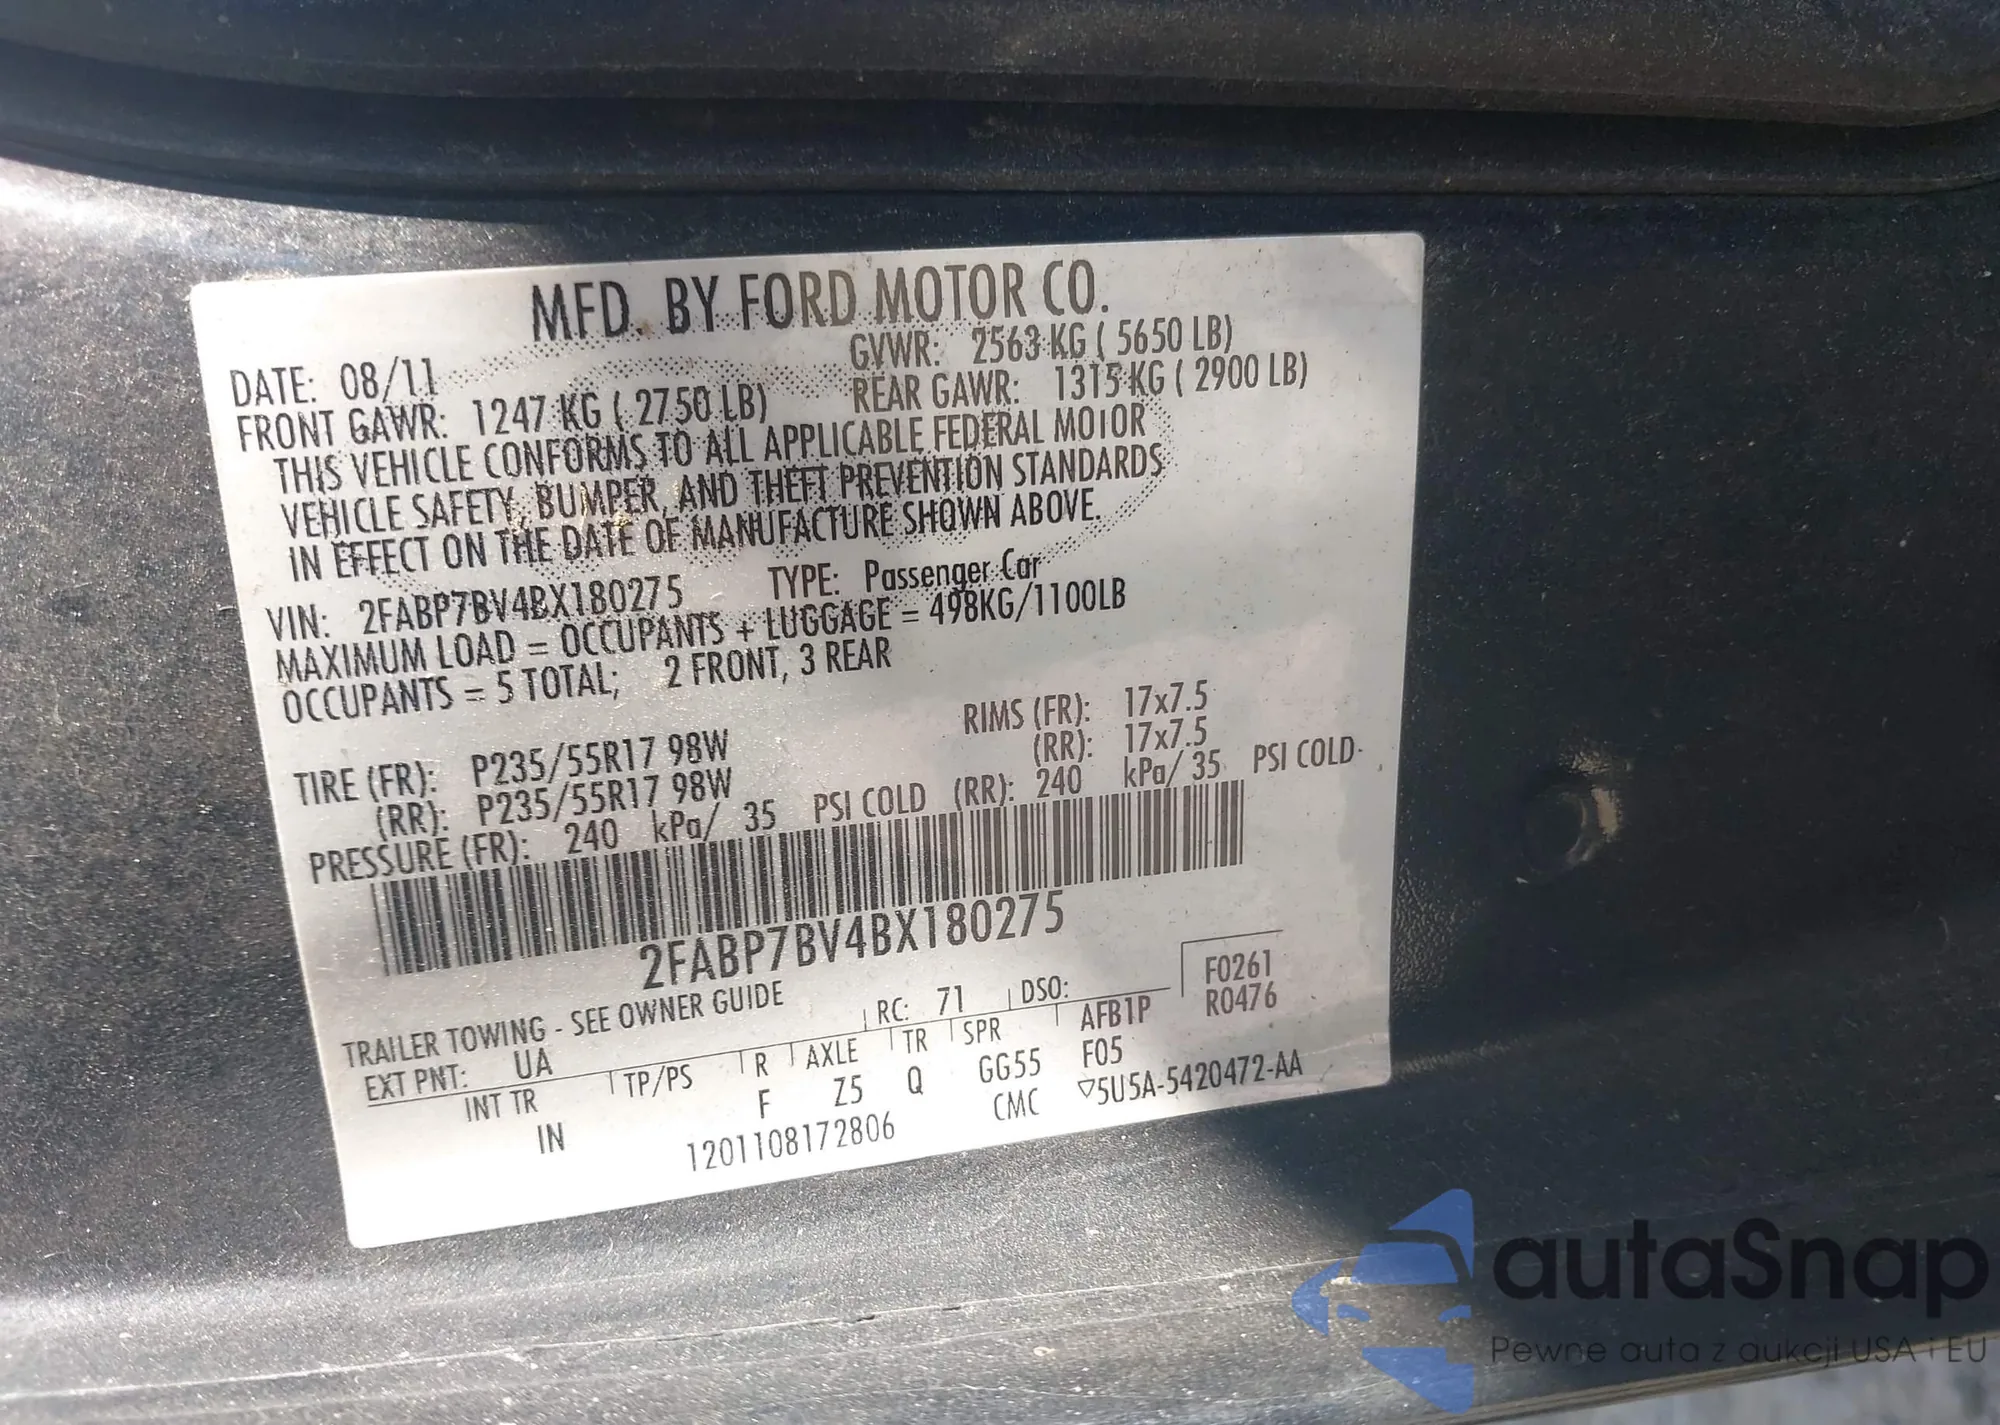 MFD. BY FORD MOTOR CO.
DATE: 08/11 GVWR: 2563 KG ( 5650 LB)
FRONT GAWR: 1247 KG ( 2750 LB) REAR GAWR: 1315 KG ( 2900 LB)
THIS VEHICLE CONFORMS TO ALL APPLICABLE FEDERAL MOTOR
VEHICLE SAFETY, BUMPER, AND THEFT PREVENTION STANDARDS
IN EFFECT ON THE DATE OF MANUFACTURE SHOWN ABOVE.
VIN: 2FABP7BV4BX180275 TYPE: Passenger Car
MAXIMUM LOAD = OCCUPANTS + LUGGAGE = 498KG/1100LB
OCCUPANTS = 5 TOTAL; 2 FRONT, 3 REAR
TIRE (FR): P235/55R17 98W RIMS (FR): 17x7.5
(RR): P235/55R17 98W (RR): 17x7.5
PRESSURE (FR): 240 kPa/ 35 PSI COLD (RR): 240 kPa/ 35 PSI COLD
2FABP7BV4BX180275
TRAILER TOWING - SEE OWNER GUIDE F0261
EXT PNT: UA RC: 71 DSO: R0476
INT TR TP/PS R AXLE TR SPR AFB1P
IN F Z5 Q GG55 F05
1201108172806 CMC ▽5U5A-5420472-AA
autaSnap
Pewne auta z aukcji USA i EU